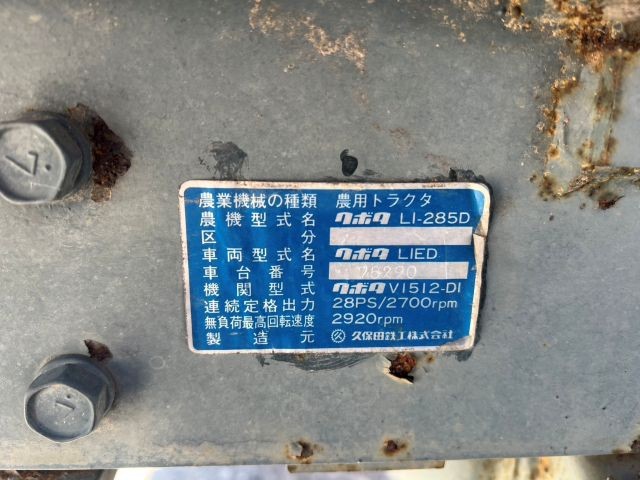 農業機械の種類 農用トラクタ
農機型式名 クボタ L1-285D
区分
車両型式名 クボタ L1ED
車台番号 26290
機関型式 クボタ V1512-D1
連続定格出力 28PS/2700rpm
無負荷最高回転速度 2920rpm
製造元 久保田鉄工株式会社